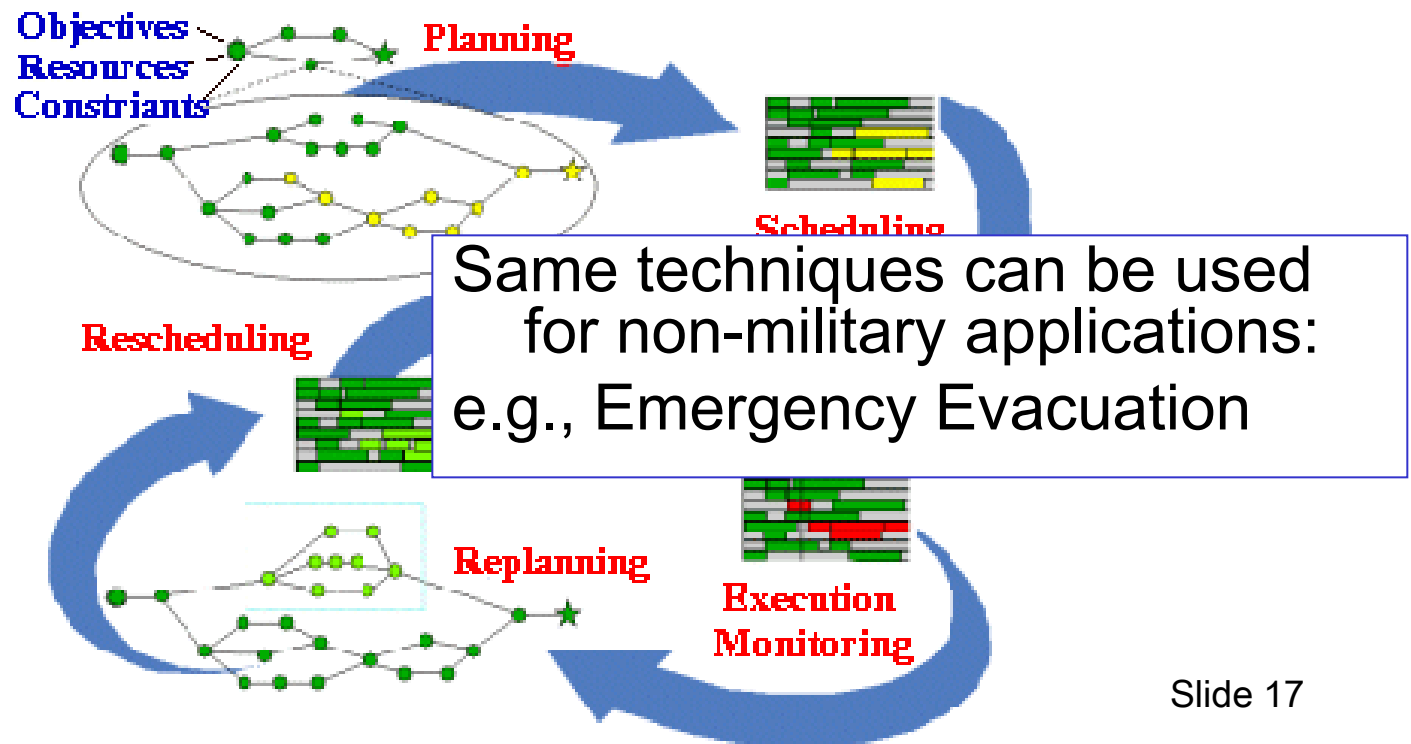 Objectives
Resources
Constriants
Planning
Scheduling
Same techniques can be used
for non-military applications:
e.g., Emergency Evacuation
Rescheduling
Replanning
Execution
Monitoring
Slide 17